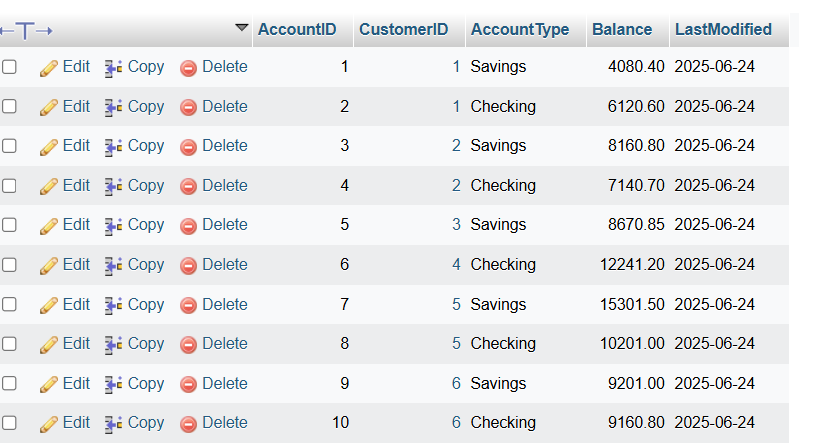 AccountID CustomerID AccountType Balance LastModified
Edit Copy Delete 1 1 Savings 4080.40 2025-06-24
Edit Copy Delete 2 1 Checking 6120.60 2025-06-24
Edit Copy Delete 3 2 Savings 8160.80 2025-06-24
Edit Copy Delete 4 2 Checking 7140.70 2025-06-24
Edit Copy Delete 5 3 Savings 8670.85 2025-06-24
Edit Copy Delete 6 4 Checking 12241.20 2025-06-24
Edit Copy Delete 7 5 Savings 15301.50 2025-06-24
Edit Copy Delete 8 5 Checking 10201.00 2025-06-24
Edit Copy Delete 9 6 Savings 9201.00 2025-06-24
Edit Copy Delete 10 6 Checking 9160.80 2025-06-24